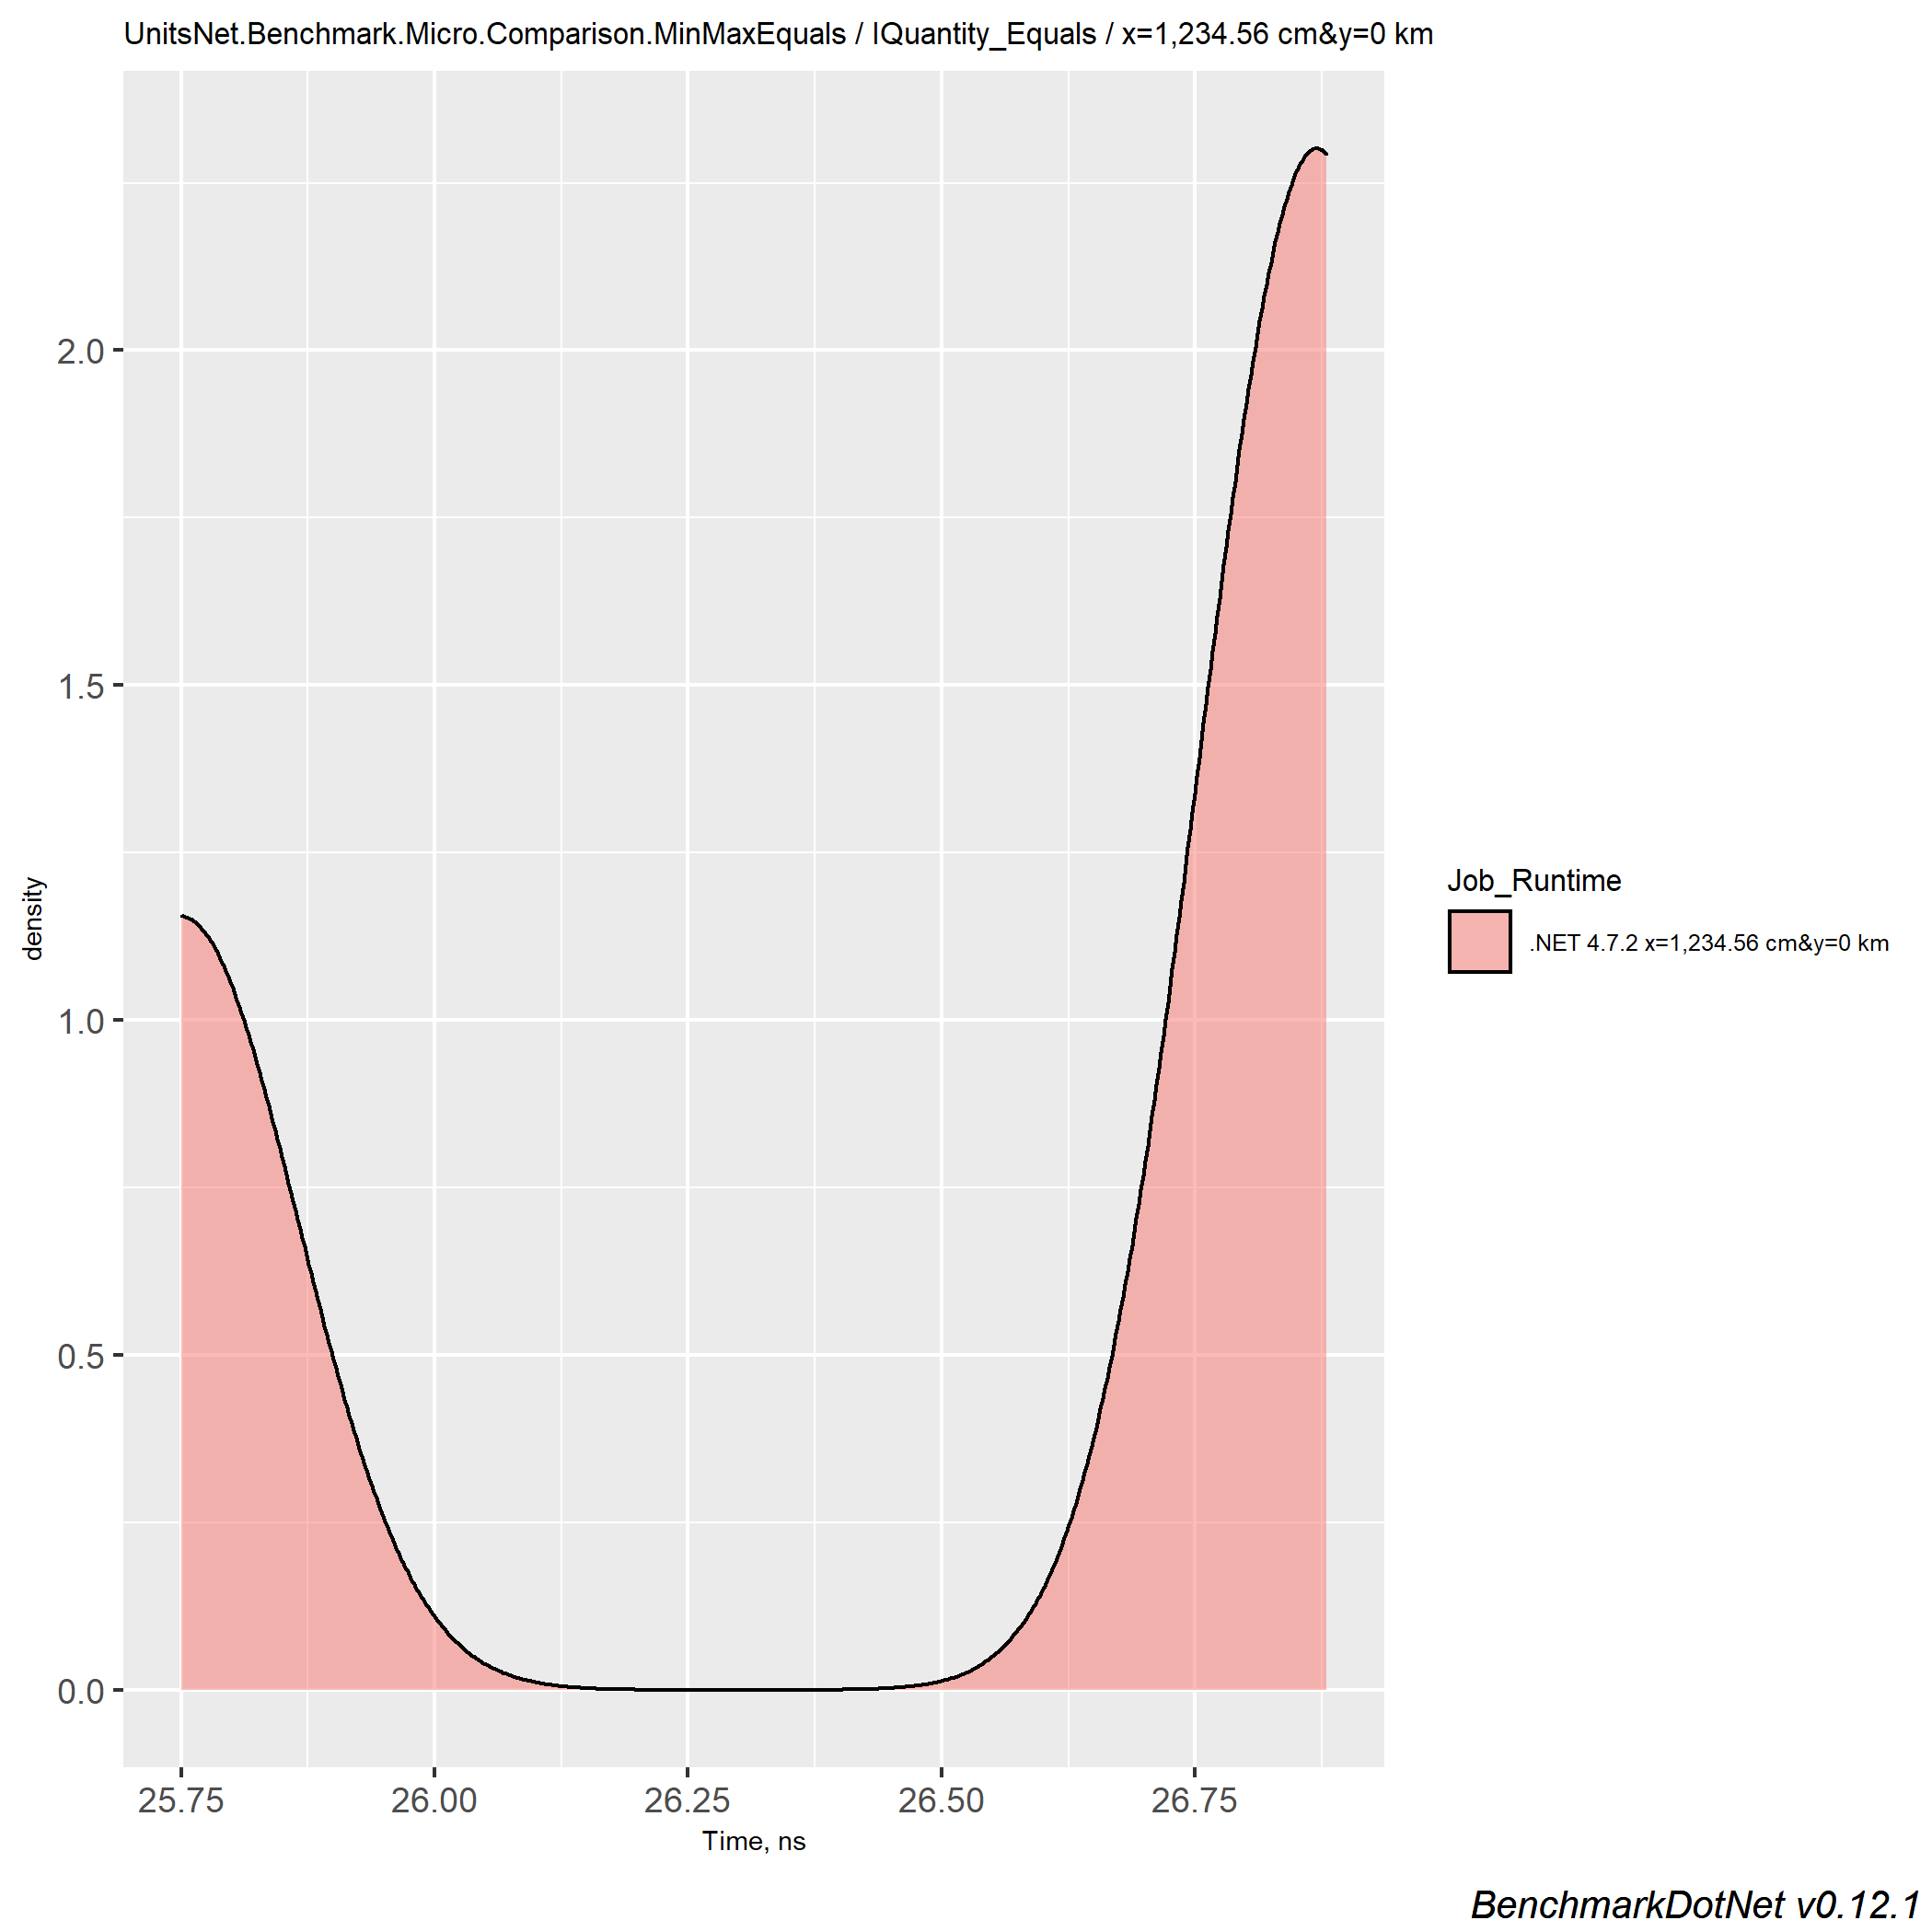 UnitsNet.Benchmark.Micro.Comparison.MinMaxEquals / IQuantity_Equals / x=1,234.56 cm&y=0 km
2.0
1.5
1.0
0.5
0.0
density
25.75 26.00 26.25 26.50 26.75
Time, ns
Job_Runtime
.NET 4.7.2 x=1,234.56 cm&y=0 km
BenchmarkDotNet v0.12.1